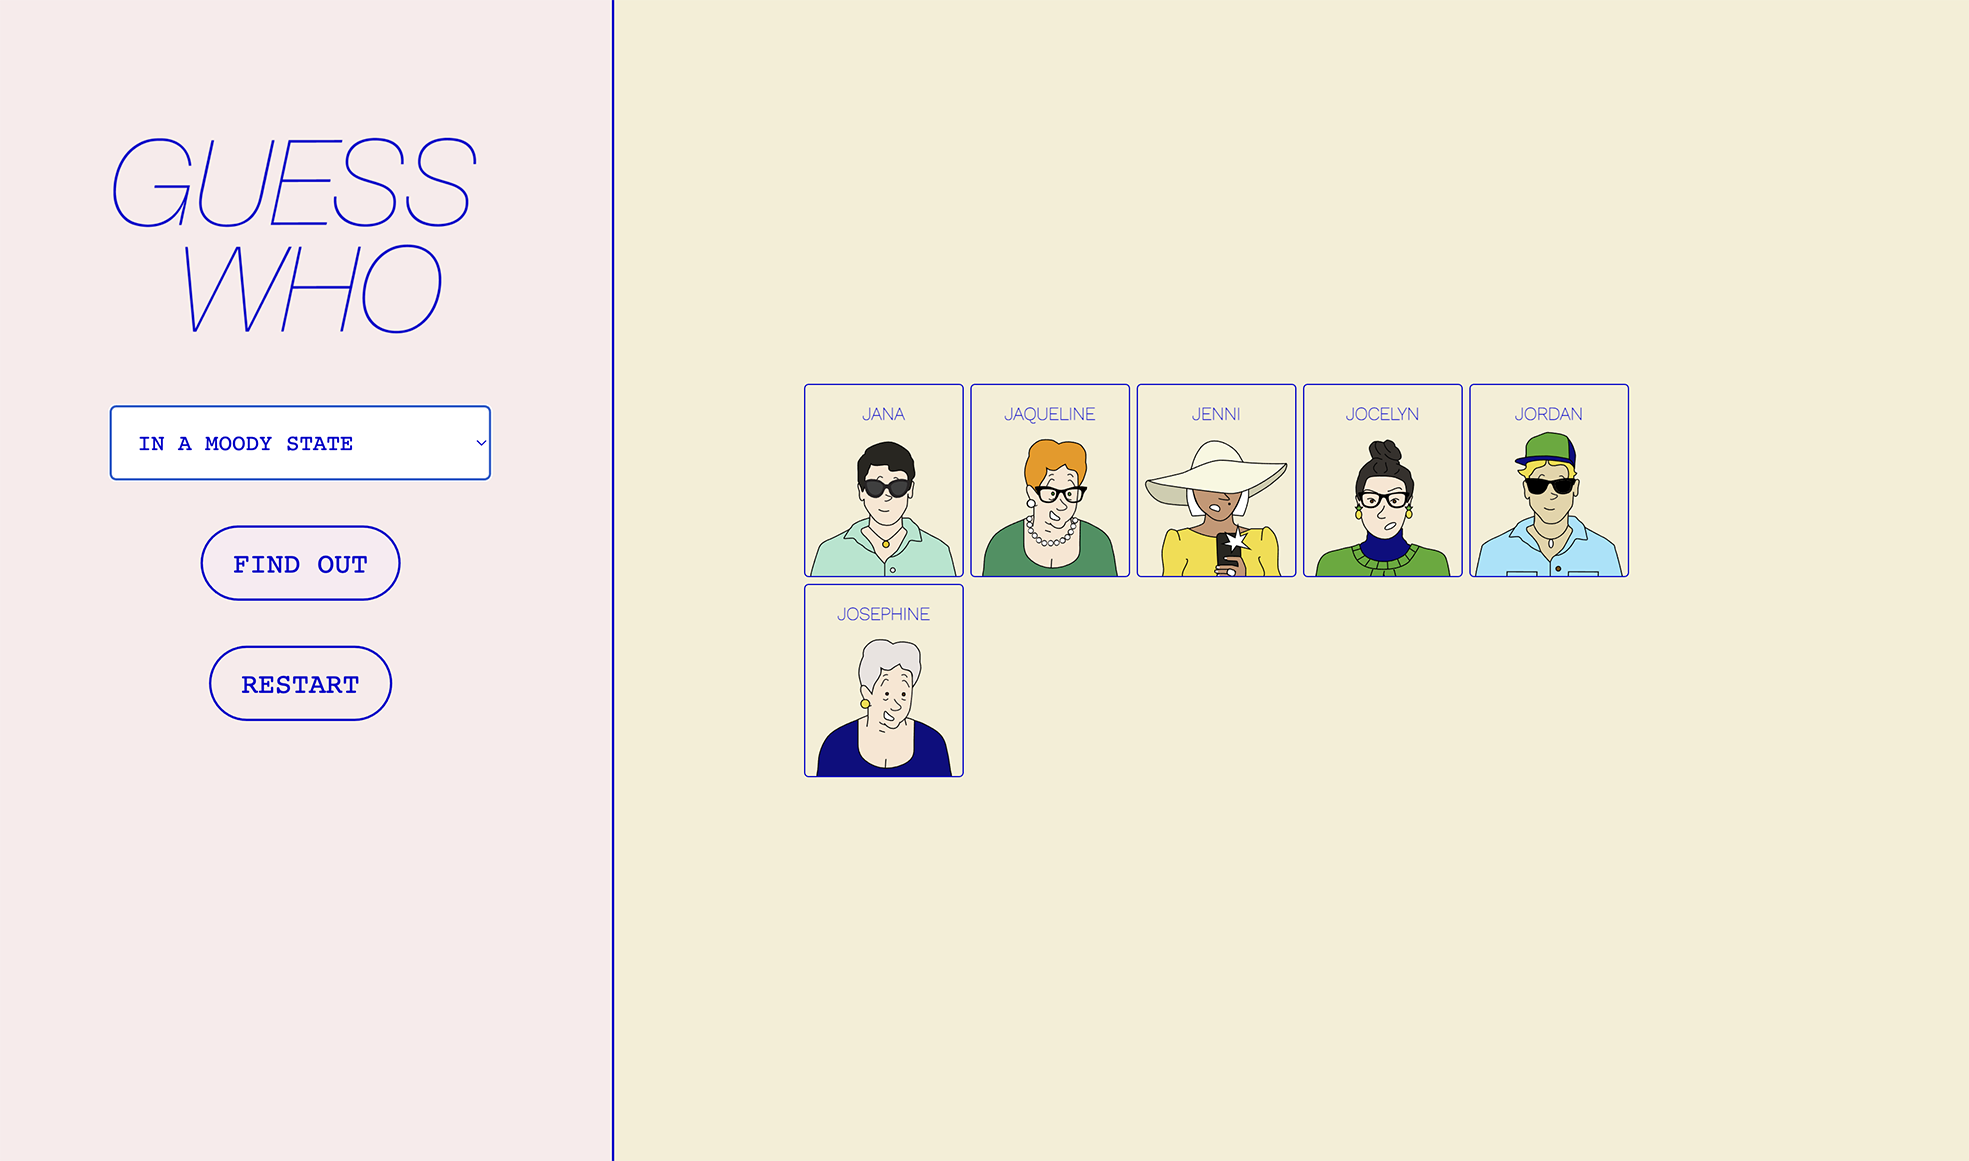 GUESS
WHO
IN A MOODY STATE
FIND OUT
RESTART
JANA
JAQUELINE
JENNI
JOCELYN
JORDAN
JOSEPHINE